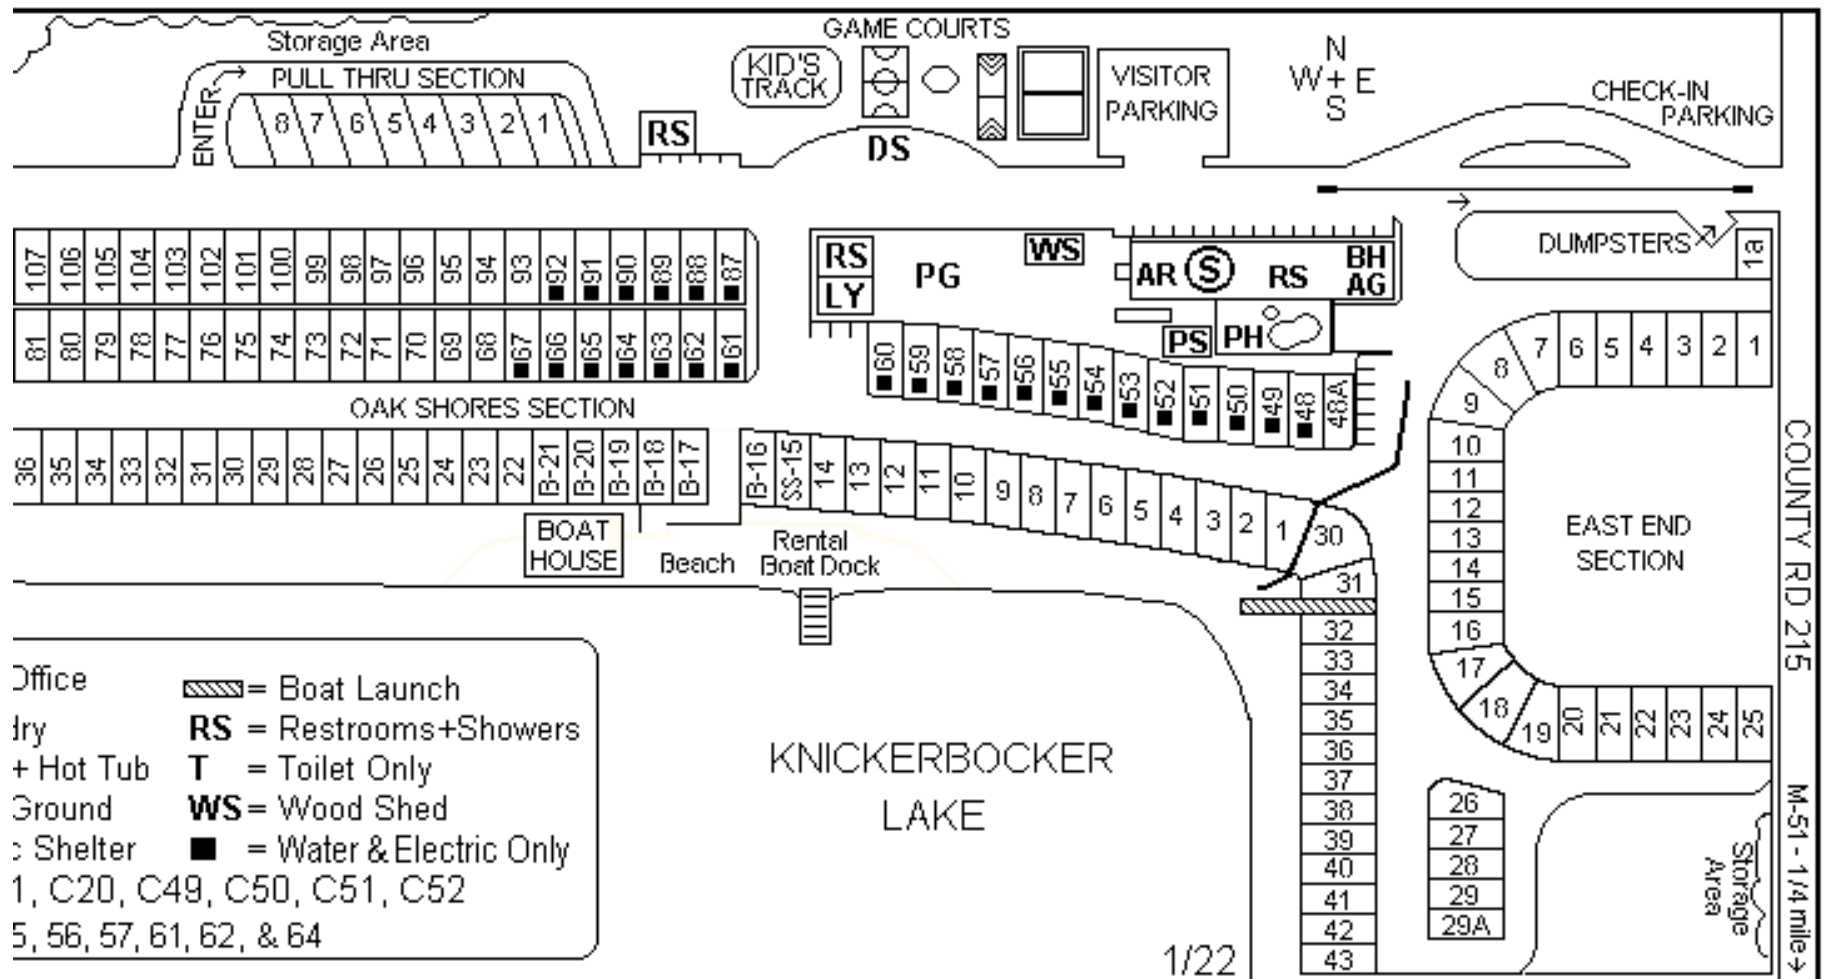 GAME COURTS
Storage Area
PULL THRU SECTION
ENTER
8 7 6 5 4 3 2 1
RS
KID'S
TRACK
DS
VISITOR
PARKING
N
W+E
S
CHECK-IN
PARKING
107 106 105 104 103 102 101 100 99 98 97 96 95 94 93 92 91 90 89 88 187
81 80 79 78 77 76 75 74 73 72 71 70 69 68 67 66 65 64 63 62 61
RS
LY
PG
WS
AR S RS BH
AG
PS
PH
DUMPSTERS
1a
60 59 58 57 56 55 54 53 52 51 50 49 48 48A
OAK SHORES SECTION
36 35 34 33 32 31 30 29 28 27 26 25 24 23 22 B-21 B-20 B-19 B-18 B-17
B-16 SS-15 14 13 12 11 10 9 8 7 6 5 4 3 2 1
30
31
32
33
34
35
36
37
38
39
40
41
42
43
7 6 5 4 3 2 1
8
9
10
11
12
13
14
15
16
17
18
19 20 21 22 23 24 25
26
27
28
29
29A
EAST END
SECTION
COUNTY RD 215
M-51 - 1/4 mile→
Storage
Area
BOAT
HOUSE
Beach
Rental
Boat Dock
KNICKERBOCKER
LAKE
1/22
Office
= Boat Launch
dry
RS = Restrooms+Showers
+ Hot Tub
T = Toilet Only
Ground
WS = Wood Shed
c Shelter
■ = Water & Electric Only
1, C20, C49, C50, C51, C52
5, 56, 57, 61, 62, & 64